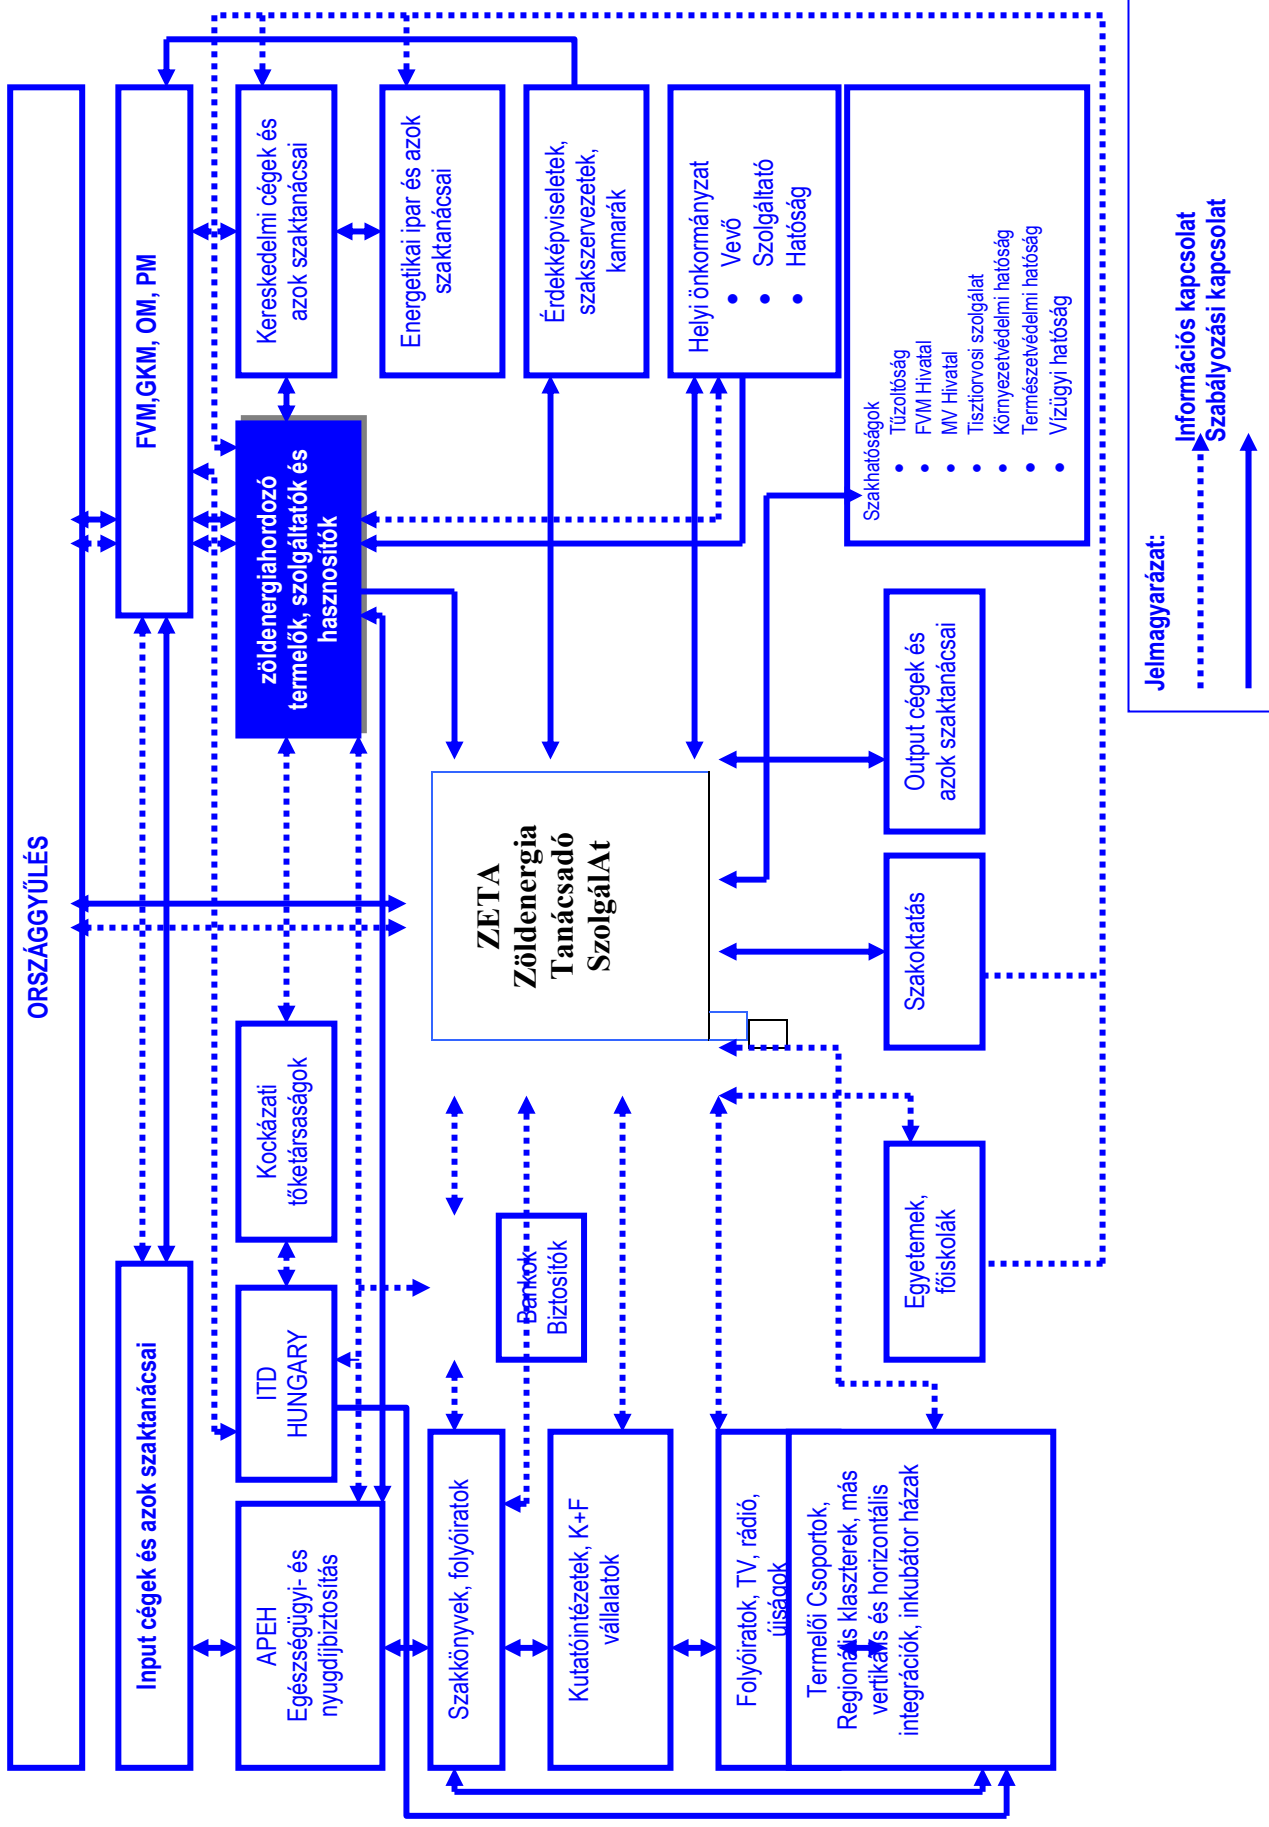 ORSZÁGGYŰLÉS
Input cégek és azok szaktanácsai
FVM,GKM, OM, PM
APEH
Egészségügyi- és
nyugdíjbiztosítás
ITD
HUNGARY
Kockázati
tőketársaságok
zöldenergiahordozó
termelők, szolgáltatók és
hasznosítók
Kereskedelmi cégek és
azok szaktanácsai
Energetikai ipar és azok
szaktanácsai
Szakkönyvek, folyóiratok
Bankok
Biztosítók
ZETA
Zöldenergia
Tanácsadó
SzolgálAt
Érdekképviseletek,
szakszervezetek,
kamarák
Kutatóintézetek, K+F
vállalatok
Helyi önkormányzat
• Vevő
• Szolgáltató
• Hatóság
Folyóiratok, TV, rádió,
újságok
Termelői Csoportok,
Regionális klaszterek, más
vertikális és horizontális
integrációk, inkubátor házak
Egyetemek,
főiskolák
Szakoktatás
Output cégek és
azok szaktanácsai
Szakhatóságok
• Tűzoltóság
• FVM Hivatal
• MV Hivatal
• Tisztiorvosi szolgálat
• Környezetvédelmi hatóság
• Természetvédelmi hatóság
• Vízügyi hatóság
Jelmagyarázat:
Információs kapcsolat
Szabályozási kapcsolat